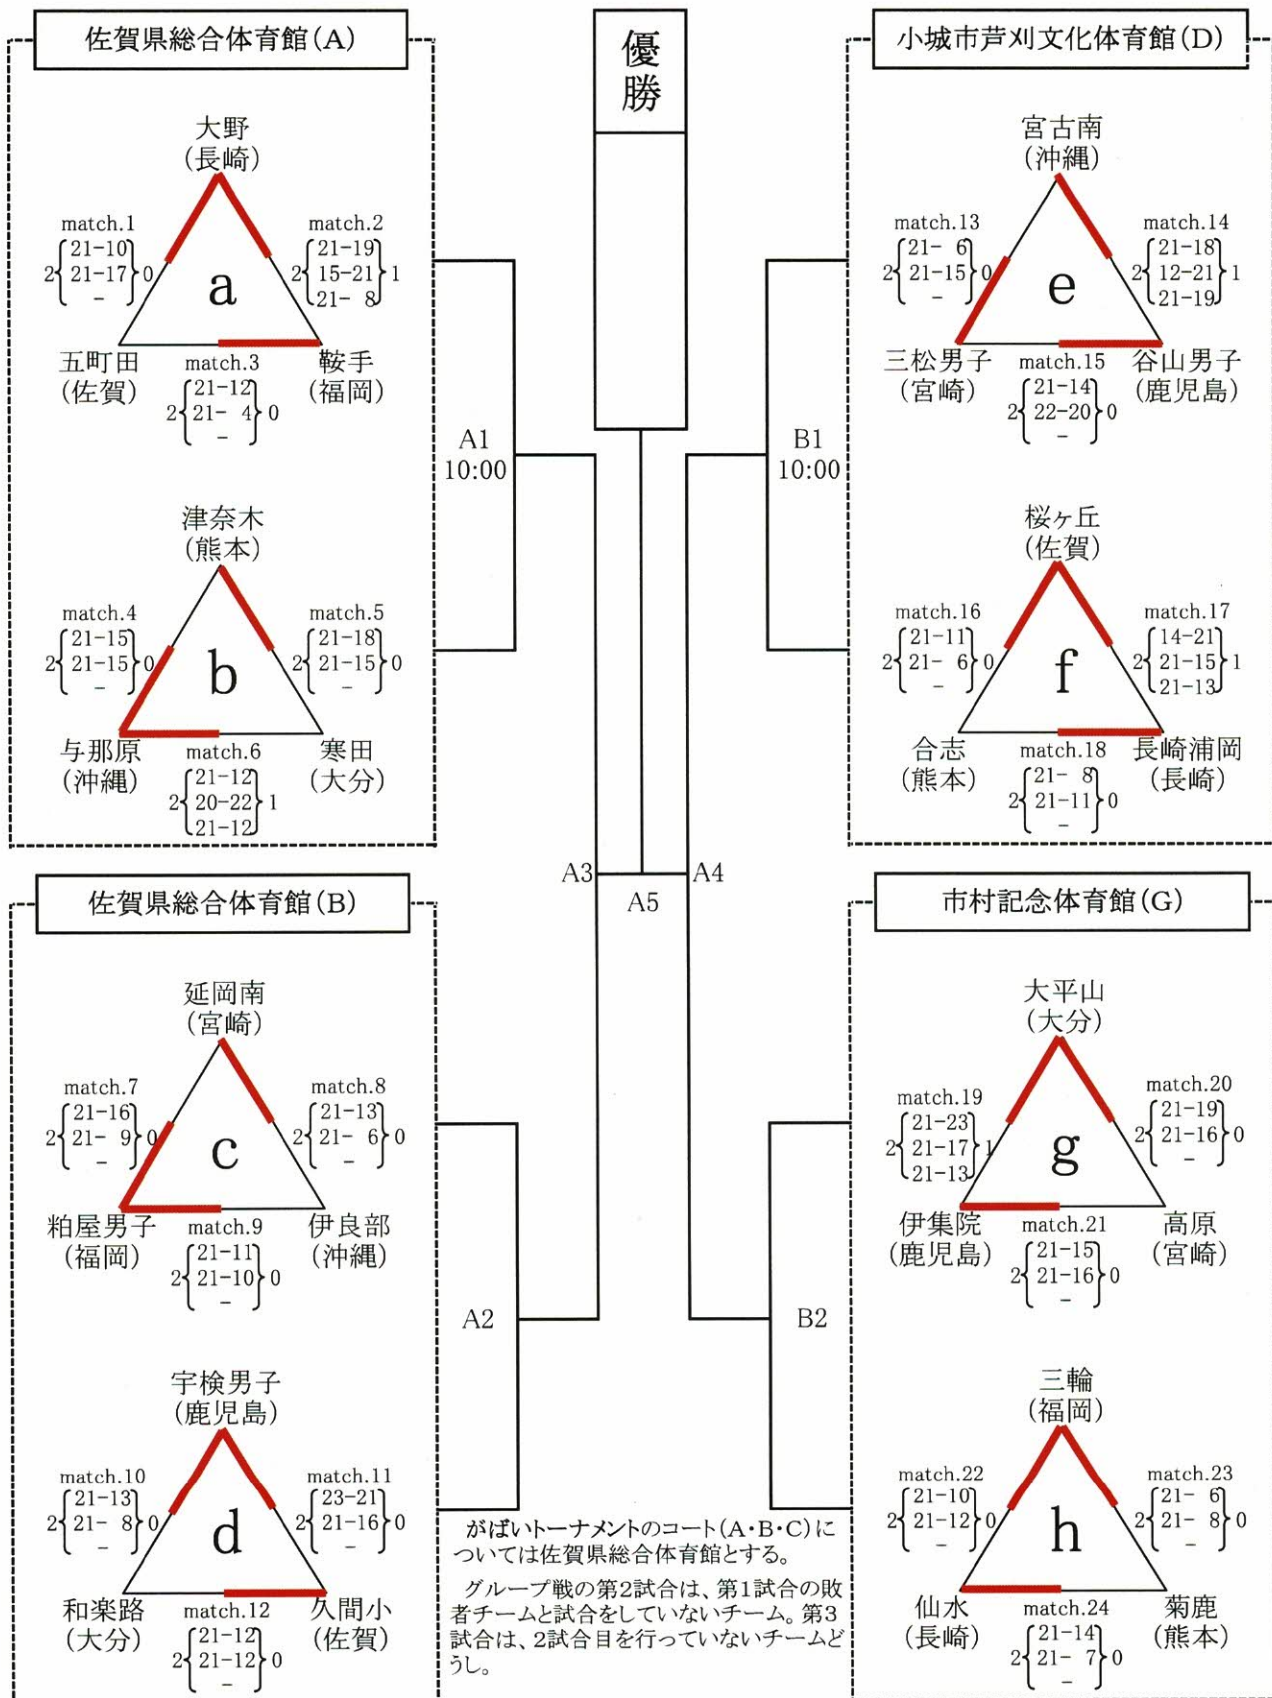 佐賀県総合体育館(A)
大野
(長崎)
match.1
2{21-10
21-17
-}0
match.2
2{21-19
15-21
21- 8}1
a
五町田
(佐賀)
match.3
2{21-12
21- 4
-}0
鞍手
(福岡)
津奈木
(熊本)
match.4
2{21-15
21-15
-}0
match.5
2{21-18
21-15
-}0
b
与那原
(沖縄)
match.6
2{21-12
20-22
21-12}1
寒田
(大分)
佐賀県総合体育館(B)
延岡南
(宮崎)
match.7
2{21-16
21- 9
-}0
match.8
2{21-13
21- 6
-}0
c
粕屋男子
(福岡)
match.9
2{21-11
21-10
-}0
伊良部
(沖縄)
宇検男子
(鹿児島)
match.10
2{21-13
21- 8
-}0
match.11
2{23-21
21-16
-}0
d
和楽路
(大分)
match.12
2{21-12
21-12
-}0
久間小
(佐賀)
優勝
A1
10:00
B1
10:00
A3
A4
A5
A2
B2
がばいトーナメントのコート(A・B・C)に
ついては佐賀県総合体育館とする。
グループ戦の第2試合は、第1試合の敗
者チームと試合をしていないチーム。第3
試合は、2試合目を行っていないチームど
うし。
小城市芦刈文化体育館(D)
宮古南
(沖縄)
match.13
2{21- 6
21-15
-}0
match.14
2{21-18
12-21
21-19}1
e
三松男子
(宮崎)
match.15
2{21-14
22-20
-}0
谷山男子
(鹿児島)
桜ヶ丘
(佐賀)
match.16
2{21-11
21- 6
-}0
match.17
2{14-21
21-15
21-13}1
f
合志
(熊本)
match.18
2{21- 8
21-11
-}0
長崎浦岡
(長崎)
市村記念体育館(G)
大平山
(大分)
match.19
2{21-23
21-17
21-13}1
match.20
2{21-19
21-16
-}0
g
伊集院
(鹿児島)
match.21
2{21-15
21-16
-}0
高原
(宮崎)
三輪
(福岡)
match.22
2{21-10
21-12
-}0
match.23
2{21- 6
21- 8
-}0
h
仙水
(長崎)
match.24
2{21-14
21- 7
-}0
菊鹿
(熊本)